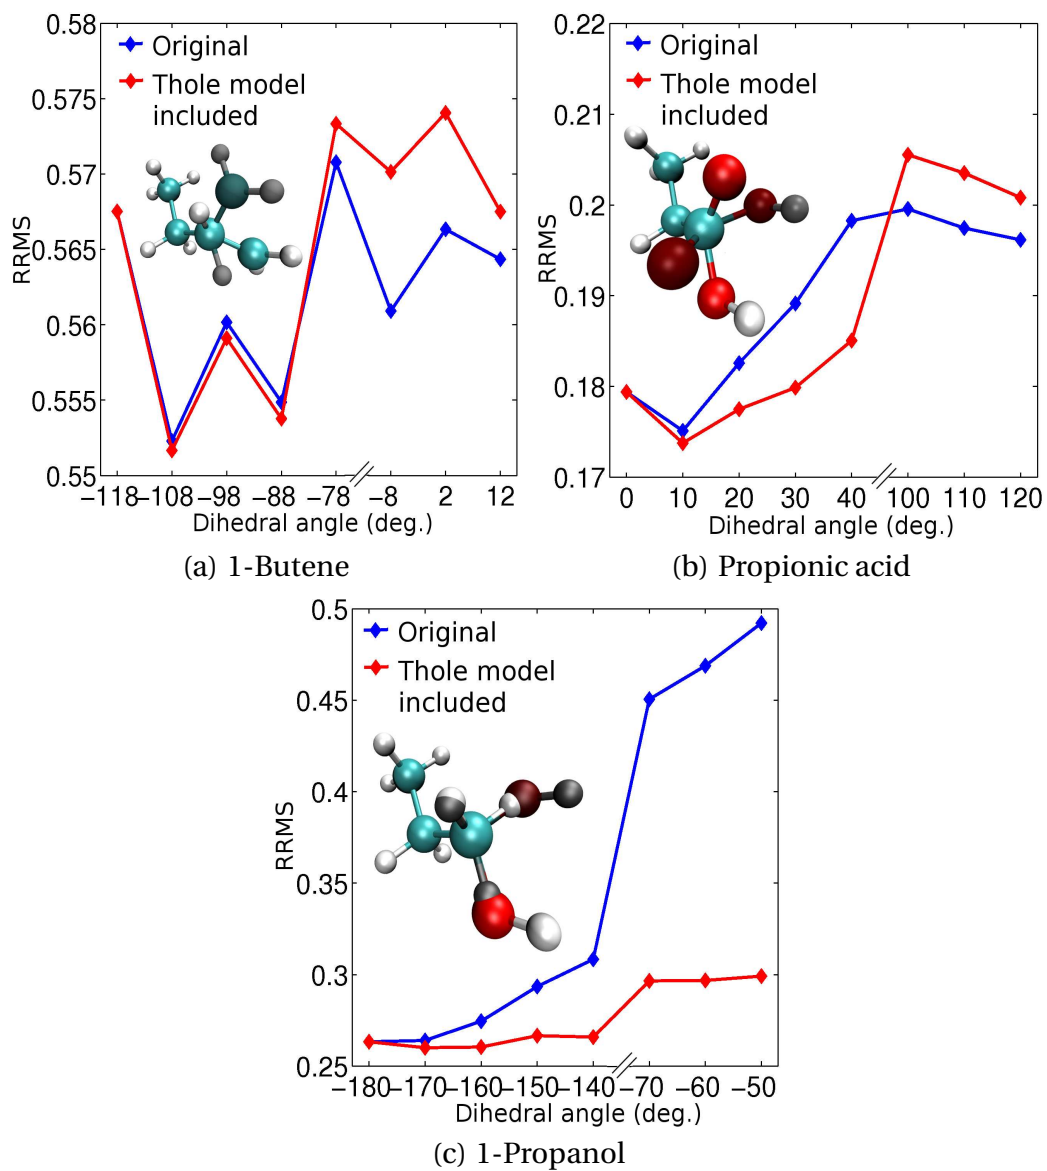 0.58
0.575
0.57
0.565
0.56
0.555
0.55
RRMS
Original
Thole model
included
−118 −108 −98 −88 −78 −8 2 12
Dihedral angle (deg.)
(a) 1-Butene
0.22
0.21
0.2
0.19
0.18
0.17
RRMS
Original
Thole model
included
0 10 20 30 40 100 110 120
Dihedral angle (deg.)
(b) Propionic acid
0.5
0.45
0.4
0.35
0.3
0.25
RRMS
Original
Thole model
included
−180 −170 −160 −150 −140 −70 −60 −50
Dihedral angle (deg.)
(c) 1-Propanol